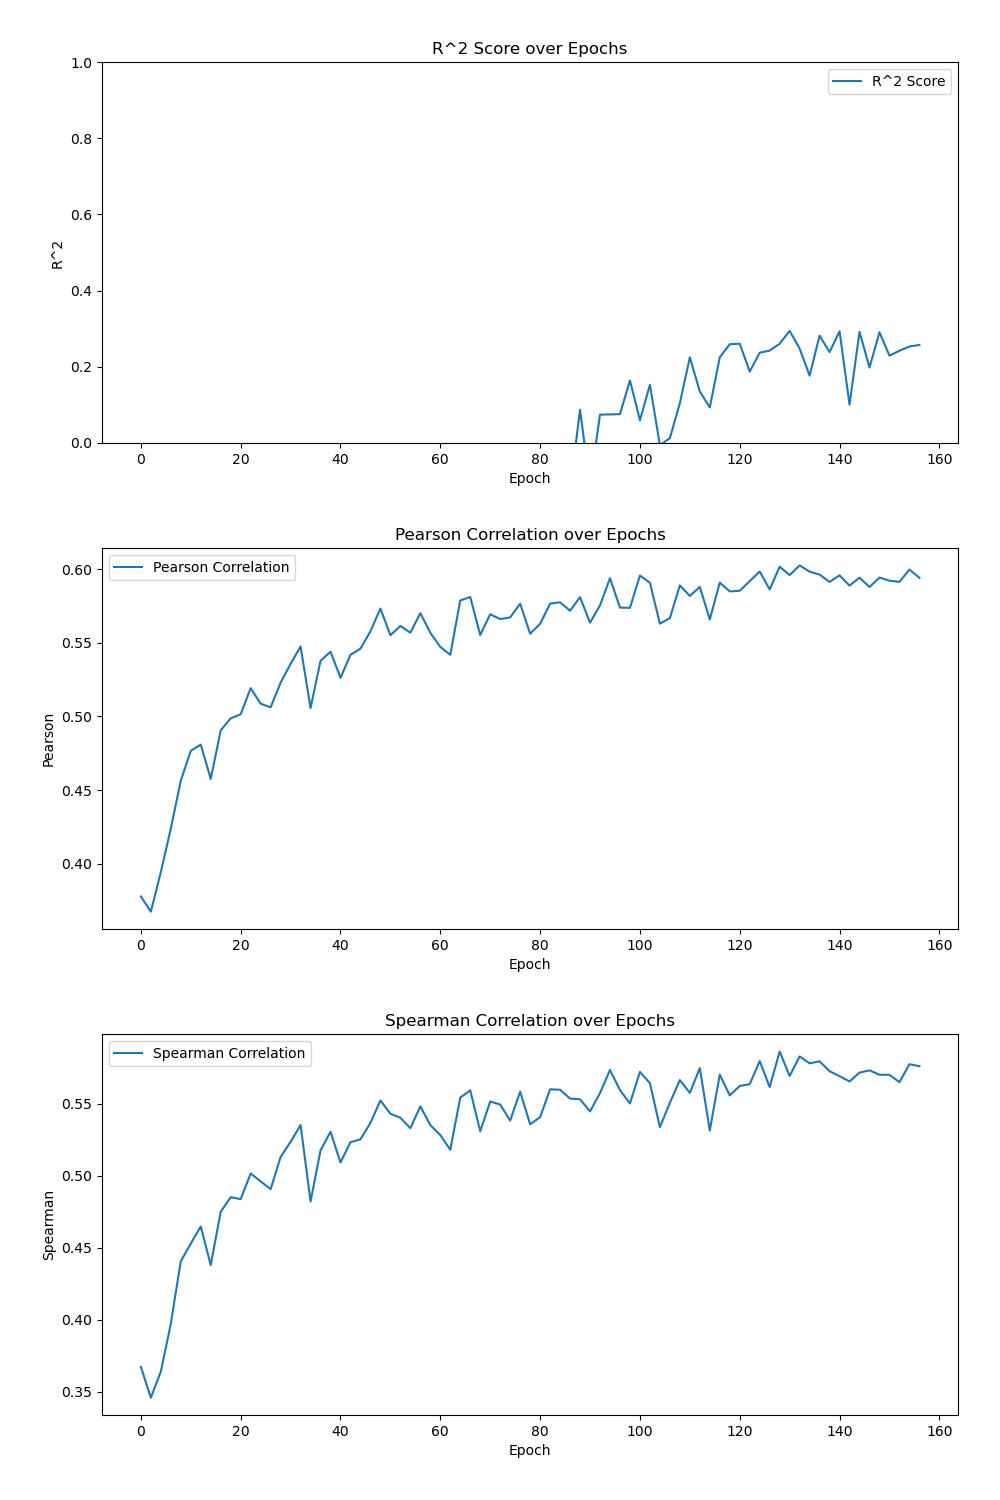 R^2 Score over Epochs
R^2 Score
1.0
0.8
0.6
0.4
0.2
0.0
R^2
0 20 40 60 80 100 120 140 160
Epoch
Pearson Correlation over Epochs
Pearson Correlation
0.60
0.55
0.50
0.45
0.40
Pearson
0 20 40 60 80 100 120 140 160
Epoch
Spearman Correlation over Epochs
Spearman Correlation
0.55
0.50
0.45
0.40
0.35
Spearman
0 20 40 60 80 100 120 140 160
Epoch